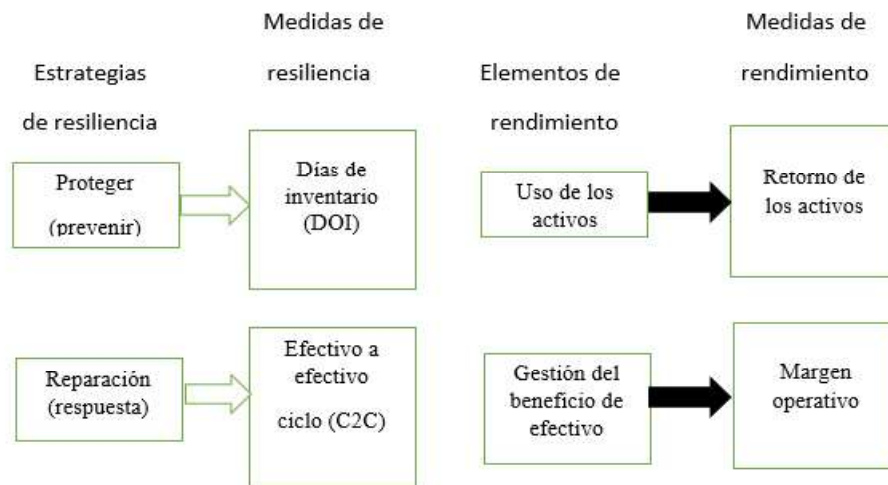 Estrategias
de resiliencia
Medidas de
resiliencia
Elementos de
rendimiento
Medidas de
rendimiento
Proteger
(prevenir)
Días de
inventario
(DOI)
Uso de los
activos
Retorno de
los activos
Reparación
(respuesta)
Efectivo a
efectivo
ciclo (C2C)
Gestión del
beneficio de
efectivo
Margen
operativo